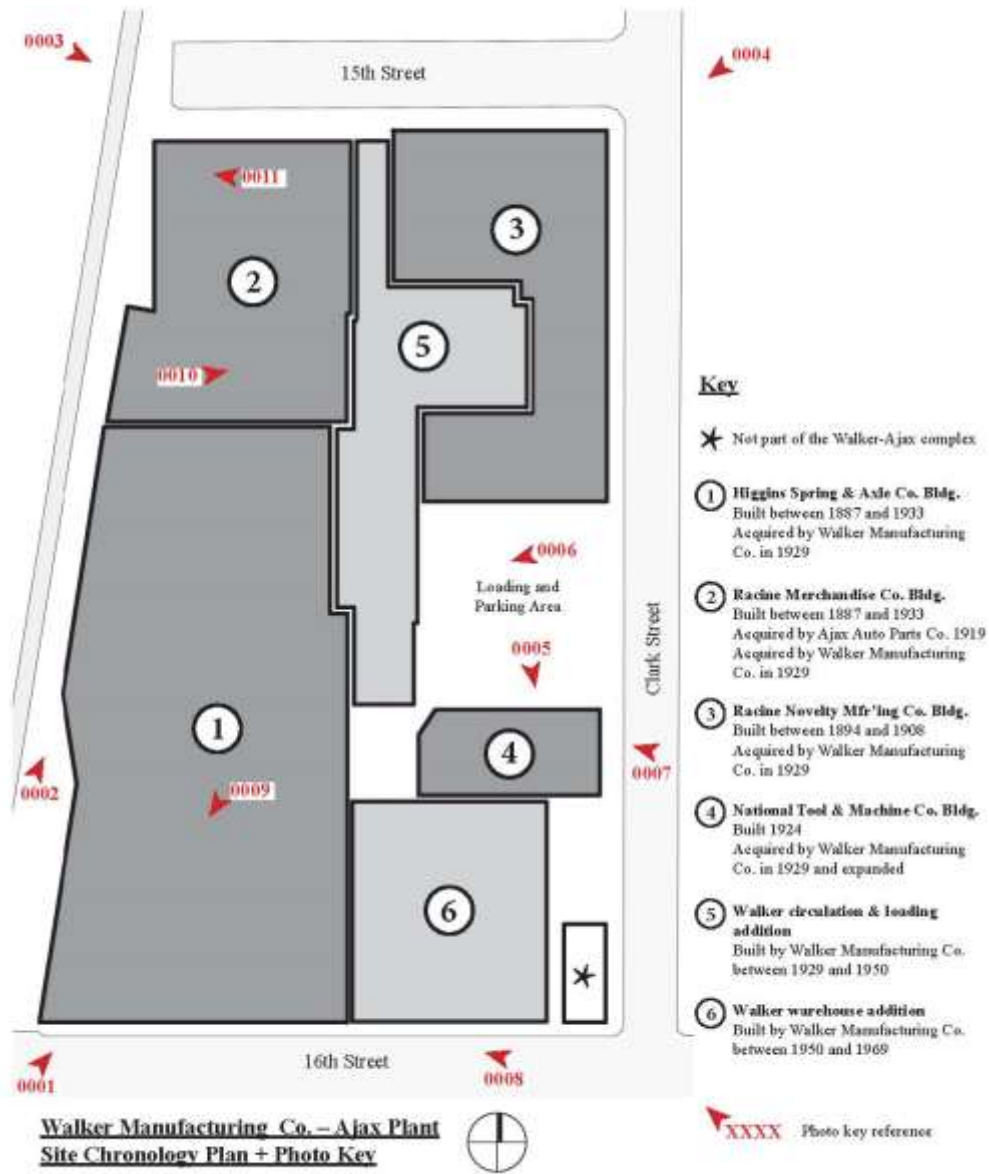 0003
0004
15th Street
0011
3
2
5
0010
Key
Not part of the Walker-Ajax complex
1 Higgins Spring & Axle Co. Bldg.
Built between 1887 and 1933
Acquired by Walker Manufacturing
Co. in 1929
0006
Loading and
Parking Area
2 Racine Merchandise Co. Bldg.
Built between 1887 and 1933
Acquired by Ajax Auto Parts Co. 1919
Acquired by Walker Manufacturing
Co. in 1929
0005
Clark Street
3 Racine Novelty Mfr'ing Co. Bldg.
Built between 1894 and 1908
Acquired by Walker Manufacturing
Co. in 1929
1
4
0007
0002
0009
4 National Tool & Machine Co. Bldg.
Built 1924
Acquired by Walker Manufacturing
Co. in 1929 and expanded
6
5 Walker circulation & loading
addition
Built by Walker Manufacturing Co.
between 1929 and 1950
6 Walker warehouse addition
Built by Walker Manufacturing Co.
between 1950 and 1969
16th Street
0001
0008
XXXX Photo key reference
Walker Manufacturing Co. – Ajax Plant
Site Chronology Plan + Photo Key